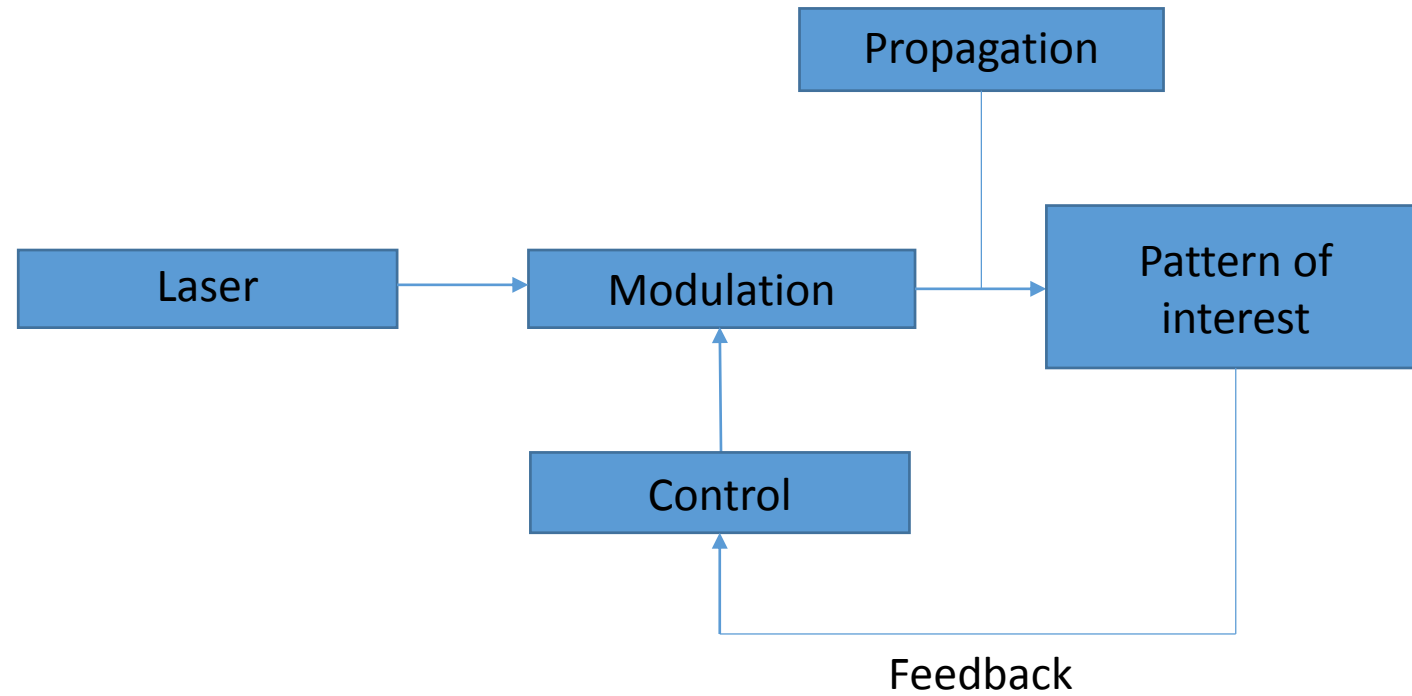 Propagation
Laser
Modulation
Pattern of
interest
Control
Feedback